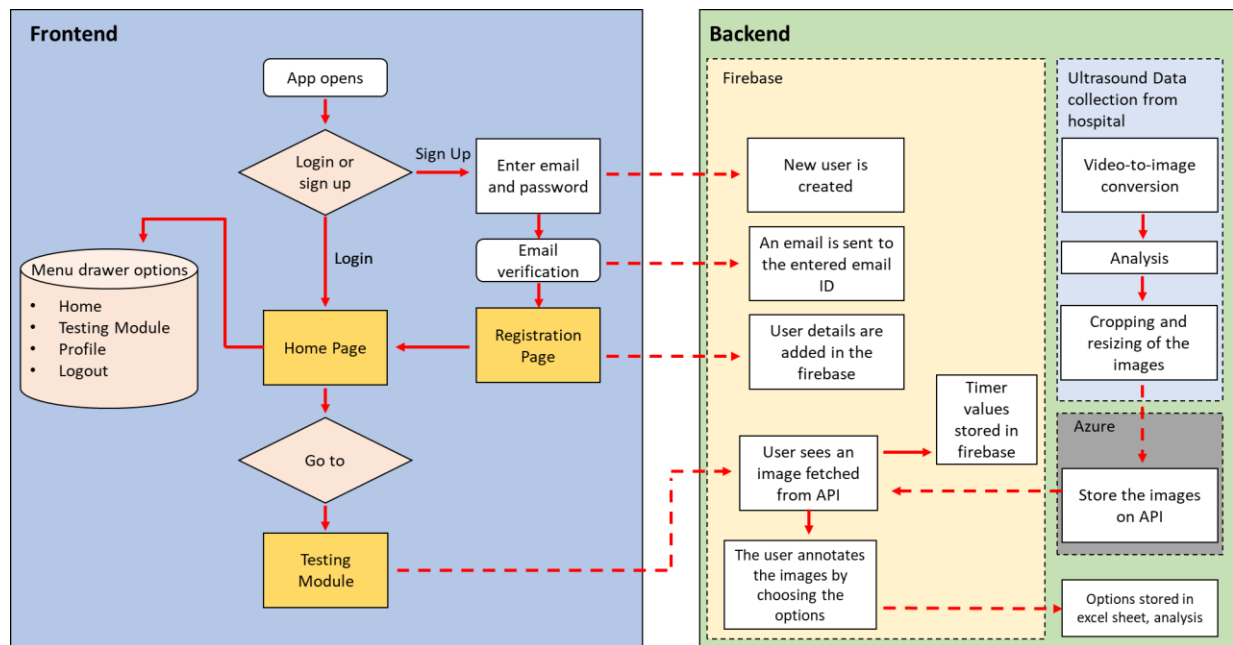 Frontend
App opens
Login or
sign up
Sign Up
Enter email
and password
Login
Email
verification
Menu drawer options
• Home
• Testing Module
• Profile
• Logout
Home Page
Registration
Page
Go to
Testing
Module
Backend
Firebase
New user is
created
An email is sent to
the entered email
ID
User details are
added in the
firebase
Timer
values
stored in
firebase
User sees an
image fetched
from API
The user annotates
the images by
choosing the
options
Ultrasound Data
collection from
hospital
Video-to-image
conversion
Analysis
Cropping and
resizing of the
images
Azure
Store the images
on API
Options stored in
excel sheet, analysis